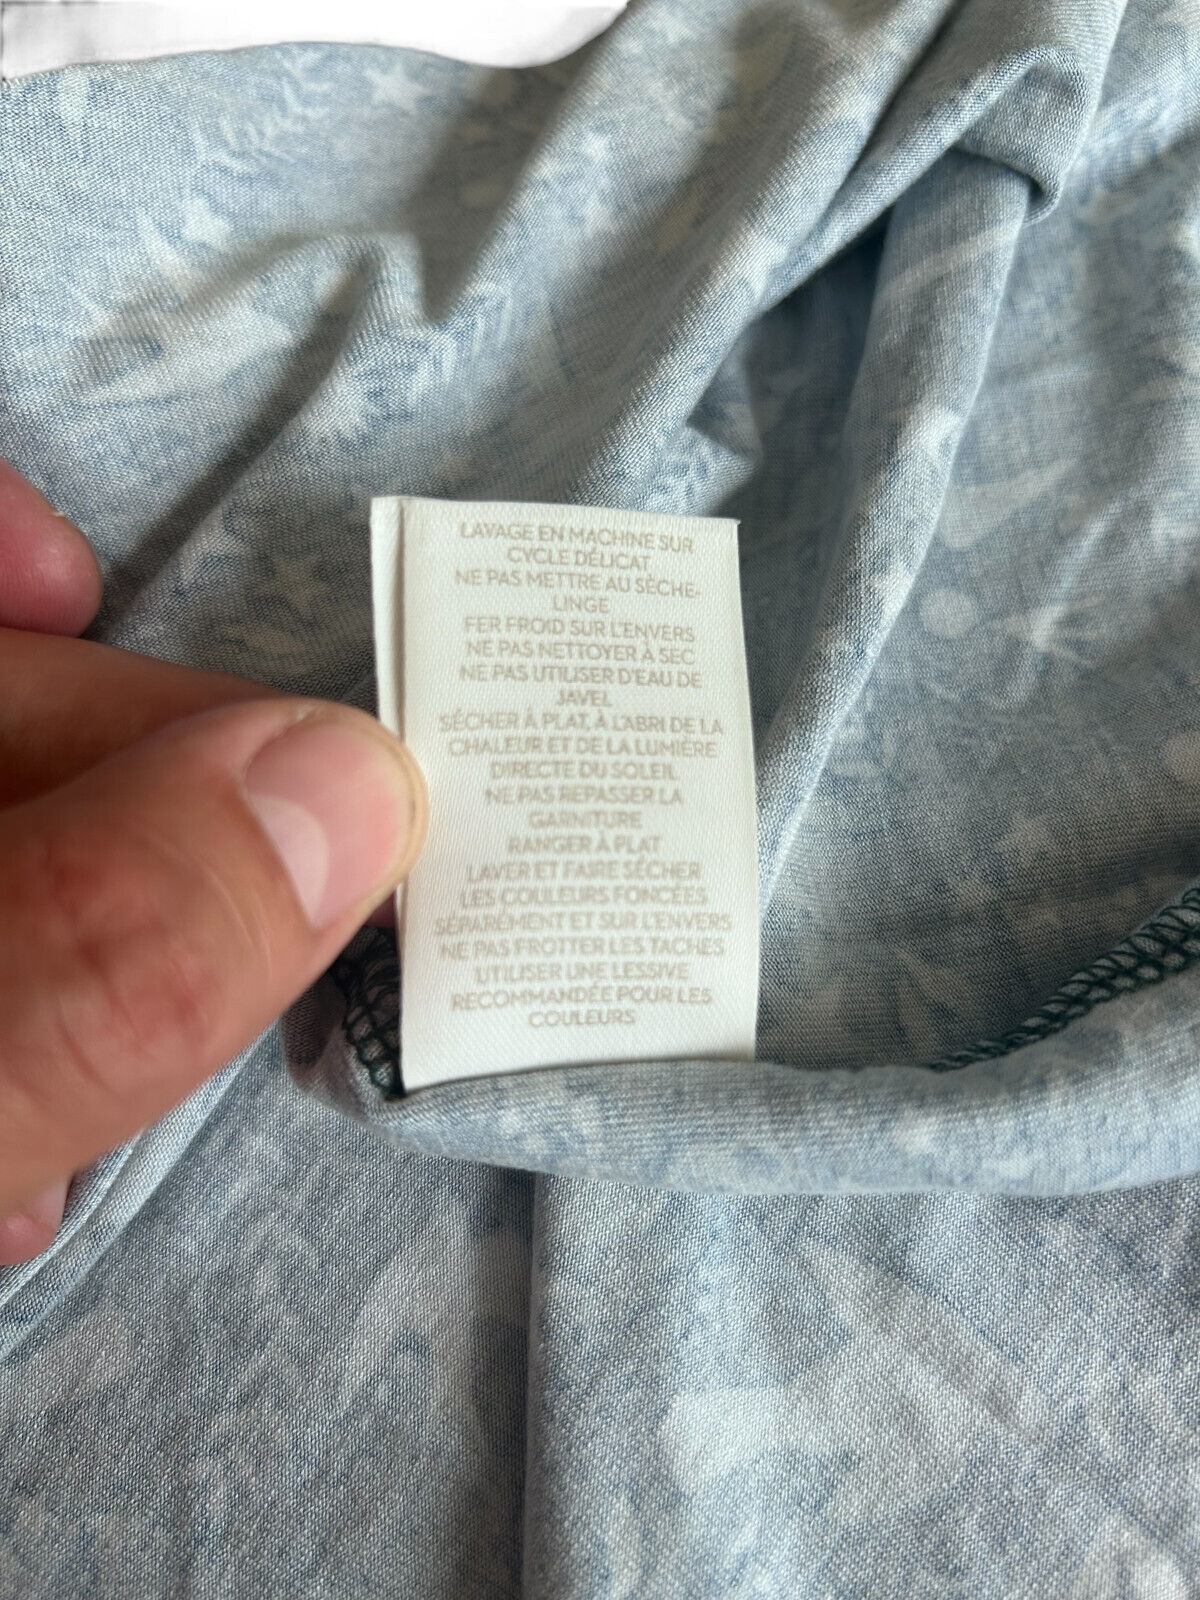 LAVAGE EN MACHINE SUR
CYCLE DÉLICAT
NE PAS METTRE AU SÈCHE-
LINGE
FER FROID SUR L'ENVERS
NE PAS NETTOYER À SEC
NE PAS UTILISER D'EAU DE
JAVEL
SÉCHER À PLAT, À L'ABRI DE LA
CHALEUR ET DE LA LUMIÈRE
DIRECTE DU SOLEIL
NE PAS REPASSER LA
GARNITURE
RANGER À PLAT
LAVER ET FAIRE SÉCHER
LES COULEURS FONCÉES
SÉPARÉMENT ET SUR L'ENVERS
NE PAS FROTTER LES TACHES
UTILISER UNE LESSIVE
RECOMMANDÉE POUR LES
COULEURS